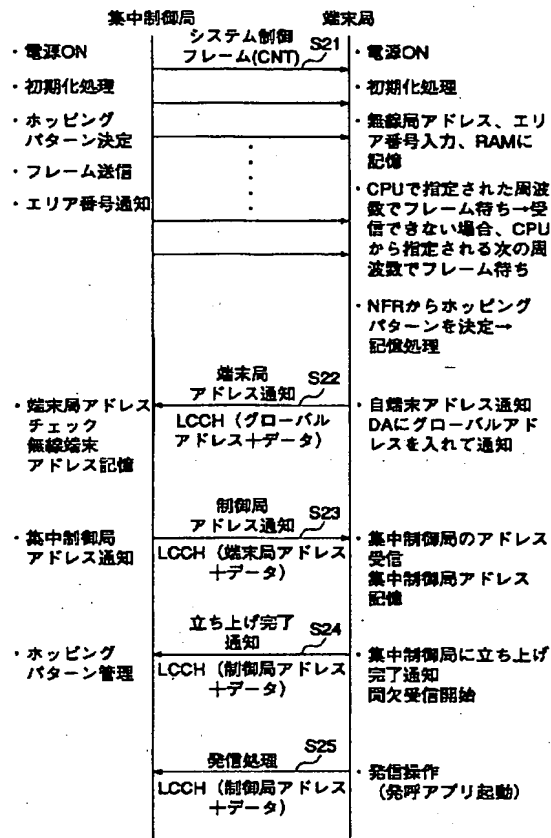 集中制御局
端末局
システム制御
フレーム(CNT)
S21
・電源ON
・電源ON
・初期化処理
・初期化処理
・ホッピング
パターン決定
・無線局アドレス、エリ
ア番号入力、RAMに
記憶
・フレーム送信
・エリア番号通知
・CPUで指定された周波
数でフレーム待ち→受
信できない場合、CPU
から指定される次の周
波数でフレーム待ち
・NFRからホッピング
パターンを決定→
記憶処理
端末局
アドレス通知
S22
・端末局アドレス
チェック
無線端末
アドレス記憶
LCCH（グローバル
アドレス＋データ）
・自端末アドレス通知
DAにグローバルアド
レスを入れて通知
制御局
アドレス通知
S23
・集中制御局
アドレス通知
LCCH（端末局アドレス
＋データ）
・集中制御局のアドレス
受信
集中制御局アドレス
記憶
立ち上げ完了
通知
S24
・ホッピング
パターン管理
LCCH（制御局アドレス
＋データ）
・集中制御局に立ち上げ
完了通知
間欠受信開始
発信処理
S25
LCCH（制御局アドレス
＋データ）
・発信操作
（発呼アプリ起動）